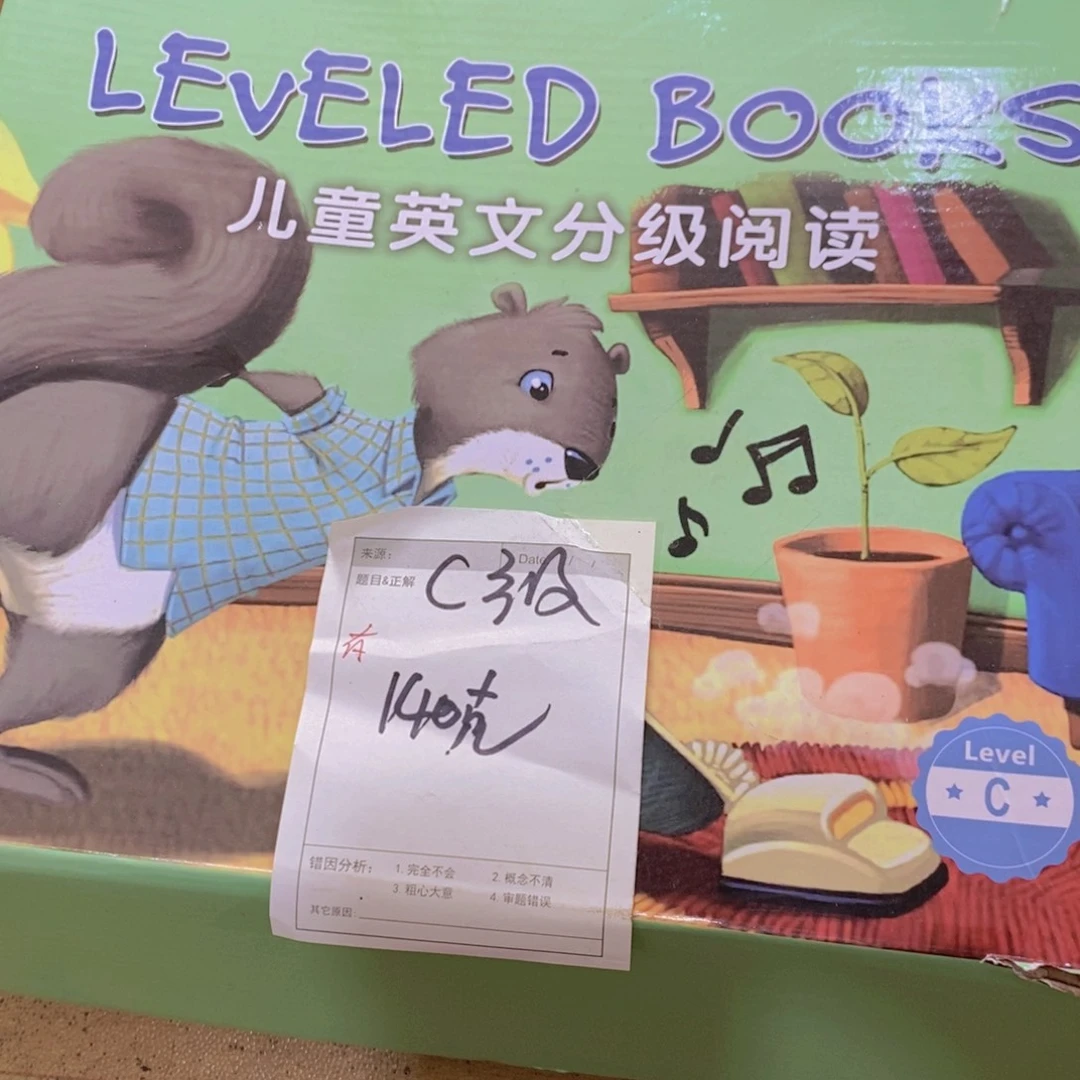 LEVELED BOOKS
儿童英文分级阅读
来源:
Date
C级
题目&正解
140克
Level
C
错因分析:
1. 完全不会 2. 概念不清
3. 粗心大意 4. 审题错误
其它原因: